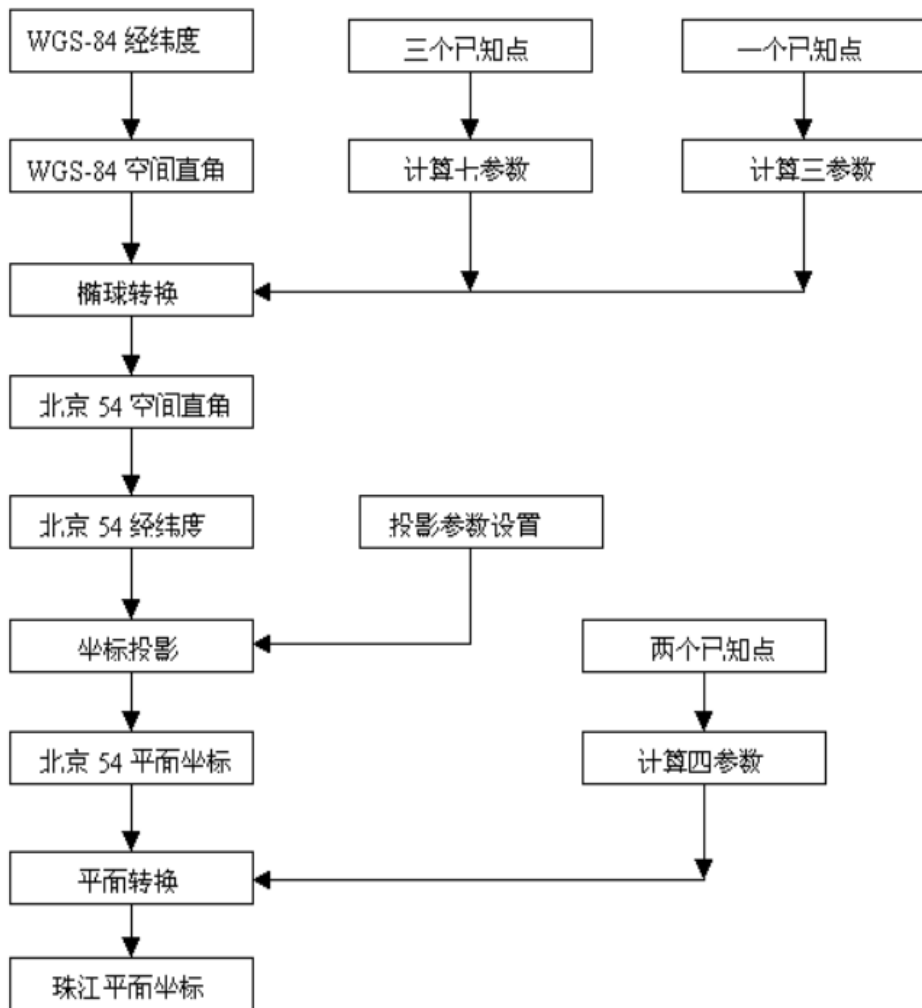 WGS-84 经纬度
三个已知点
一个已知点
WGS-84 空间直角
计算七参数
计算三参数
椭球转换
北京 54 空间直角
北京 54 经纬度
投影参数设置
坐标投影
两个已知点
北京 54 平面坐标
计算四参数
平面转换
珠江平面坐标